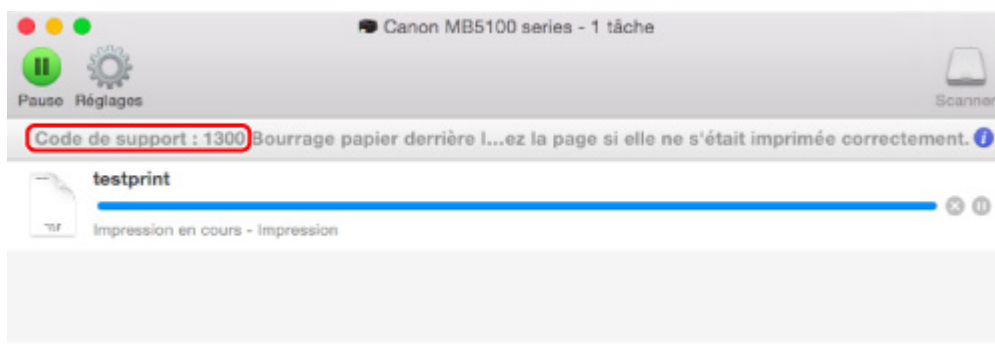 Canon MB5100 series - 1 tâche
Pause Réglages Scanner
Code de support : 1300 Bourrage papier derrière l...ez la page si elle ne s'était imprimée correctement.
testprint
Impression en cours - Impression